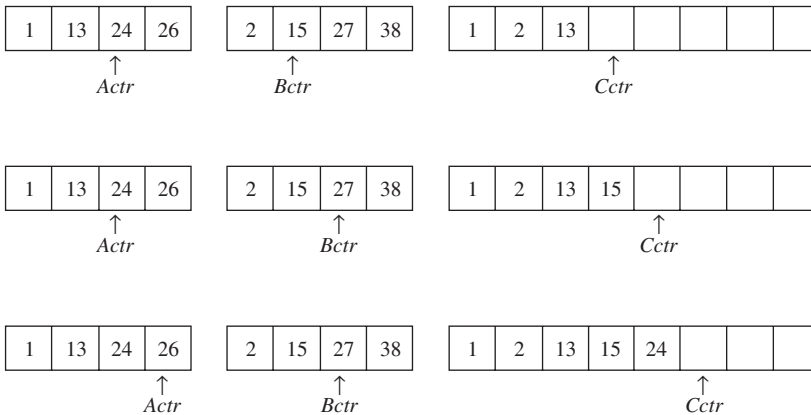 1 13 24 26 2 15 27 38 1 2 13
Actr Bctr Cctr
1 13 24 26 2 15 27 38 1 2 13 15
Actr Bctr Cctr
1 13 24 26 2 15 27 38 1 2 13 15 24
Actr Bctr Cctr